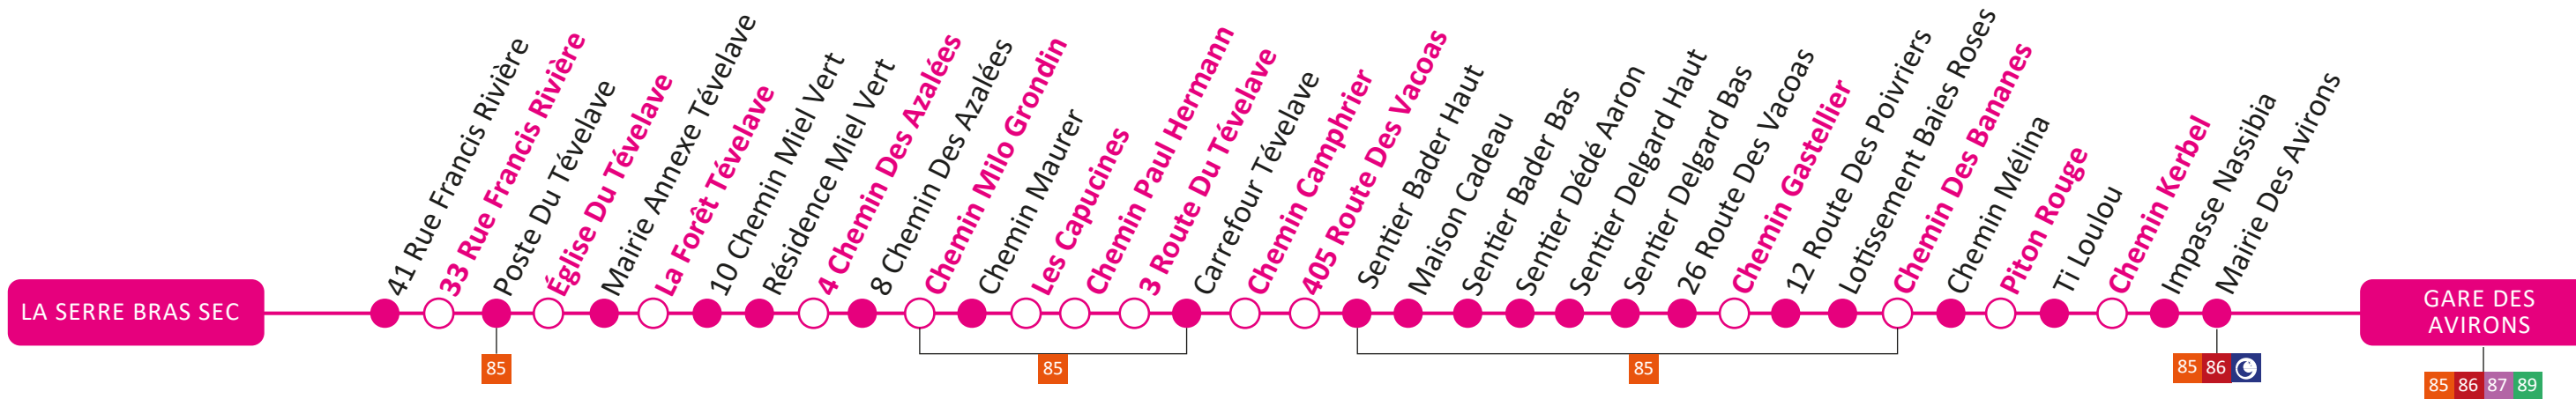 LA SERRE BRAS SEC
41 Rue Francis Rivière
33 Rue Francis Rivière
Poste Du Tévelave
Église Du Tévelave
Mairie Annexe Tévelave
La Forêt Tévelave
10 Chemin Miel Vert
Résidence Miel Vert
4 Chemin Des Azalées
8 Chemin Des Azalées
Chemin Milo Grondin
Chemin Maurer
Les Capucines
Chemin Paul Hermann
3 Route Du Tévelave
Carrefour Tévelave
Chemin Camphrier
405 Route Des Vacoas
Sentier Bader Haut
Maison Cadeau
Sentier Bader Bas
Sentier Dédé Aaron
Sentier Delgard Haut
Sentier Delgard Bas
26 Route Des Vacoas
Chemin Gastellier
12 Route Des Poivriers
Lotissement Baies Roses
Chemin Des Bananes
Chemin Mélina
Piton Rouge
Ti Loulou
Chemin Kerbel
Impasse Nassibia
Mairie Des Avirons
GARE DES
AVIRONS
85
85
85
85 86
85 86 87 89